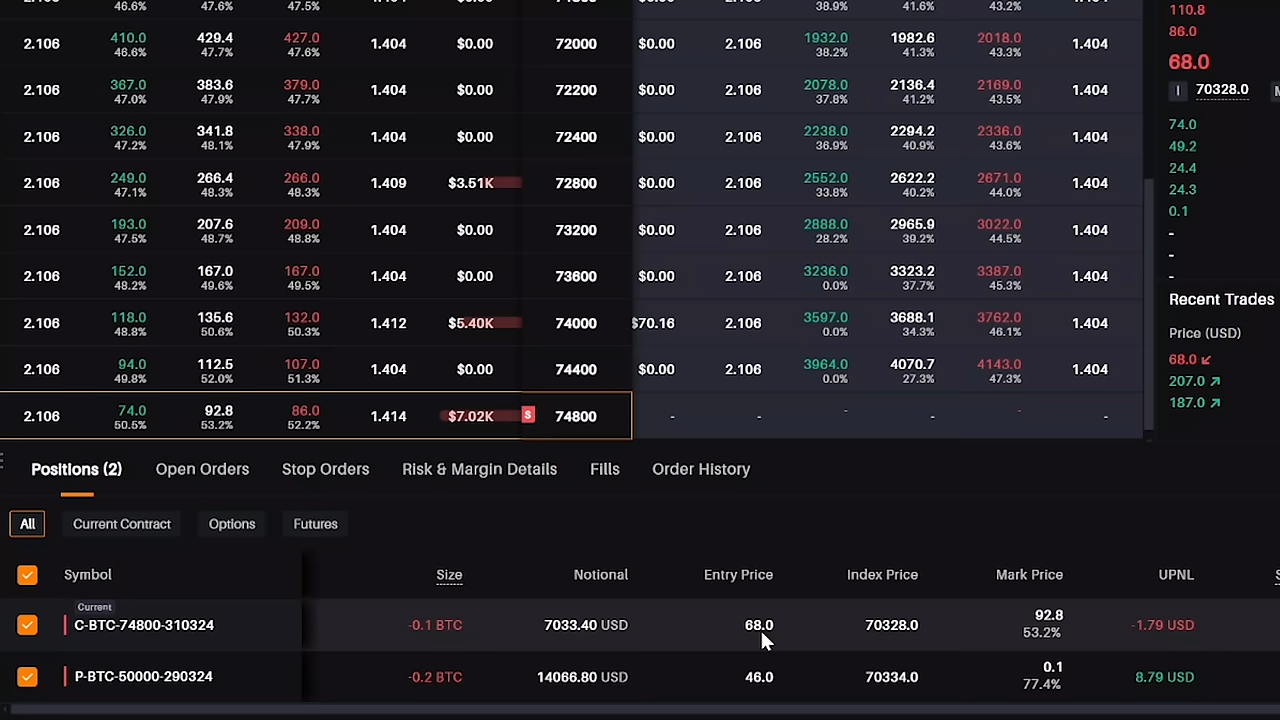 46.6% 47.6% 47.5% 38.9% 41.6% 43.2% 110.8
86.0
2.106 410.0 429.4 427.0 1.404 $0.00 72000 $0.00 2.106 1932.0 1982.6 2018.0 1.404
46.6% 47.7% 47.6% 38.2% 41.3% 43.3%
68.0
2.106 367.0 383.6 379.0 1.404 $0.00 72200 $0.00 2.106 2078.0 2136.4 2169.0 1.404
47.0% 47.9% 47.7% 37.8% 41.2% 43.5%
I 70328.0
2.106 326.0 341.8 338.0 1.404 $0.00 72400 $0.00 2.106 2238.0 2294.2 2336.0 1.404
47.2% 48.1% 47.9% 36.9% 40.9% 43.6%
74.0
49.2
2.106 249.0 266.4 266.0 1.409 $3.51K 72800 $0.00 2.106 2552.0 2622.2 2671.0 1.404
47.1% 48.3% 48.3% 33.8% 40.2% 44.0%
24.4
24.3
2.106 193.0 207.6 209.0 1.404 $0.00 73200 $0.00 2.106 2888.0 2965.9 3022.0 1.404
47.5% 48.7% 48.8% 28.2% 39.2% 44.5%
0.1
-
-
2.106 152.0 167.0 167.0 1.404 $0.00 73600 $0.00 2.106 3236.0 3323.2 3387.0 1.404
48.2% 49.6% 49.5% 0.0% 37.7% 45.3%
-
Recent Trades
2.106 118.0 135.6 132.0 1.412 $5.40K 74000 $70.16 2.106 3597.0 3688.1 3762.0 1.404
48.8% 50.6% 50.3% 0.0% 34.3% 46.1%
Price (USD)
2.106 94.0 112.5 107.0 1.404 $0.00 74400 $0.00 2.106 3964.0 4070.7 4143.0 1.404
49.8% 52.0% 51.3% 0.0% 27.3% 47.3%
68.0 ↙
207.0 ↗
187.0 ↗
2.106 74.0 92.8 86.0 1.414 $7.02K S 74800 - - - - - -
50.5% 53.2% 52.2%
Positions (2) Open Orders Stop Orders Risk & Margin Details Fills Order History
All Current Contract Options Futures
Symbol Size Notional Entry Price Index Price Mark Price UPNL
Current
C-BTC-74800-310324 -0.1 BTC 7033.40 USD 68.0 70328.0 92.8 -1.79 USD
53.2%
P-BTC-50000-290324 -0.2 BTC 14066.80 USD 46.0 70334.0 0.1 8.79 USD
77.4%